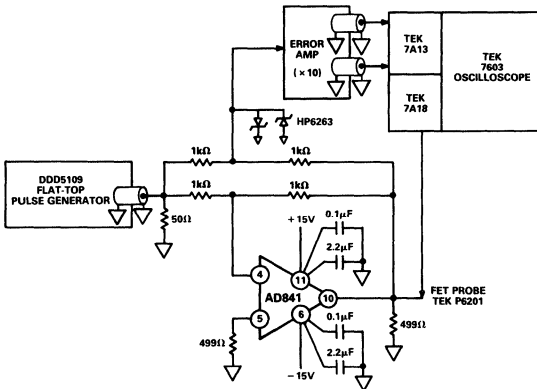 ERROR
AMP
(×10)
TEK
7A13
TEK
7603
OSCILLOSCOPE
TEK
7A18
HP6263
1kΩ
1kΩ
DDD5109
FLAT-TOP
PULSE GENERATOR
1kΩ
1kΩ
50Ω
+15V
0.1μF
2.2μF
4
11
AD841
10
5
6
FET PROBE
TEK P6201
0.1μF
499Ω
499Ω
2.2μF
−15V